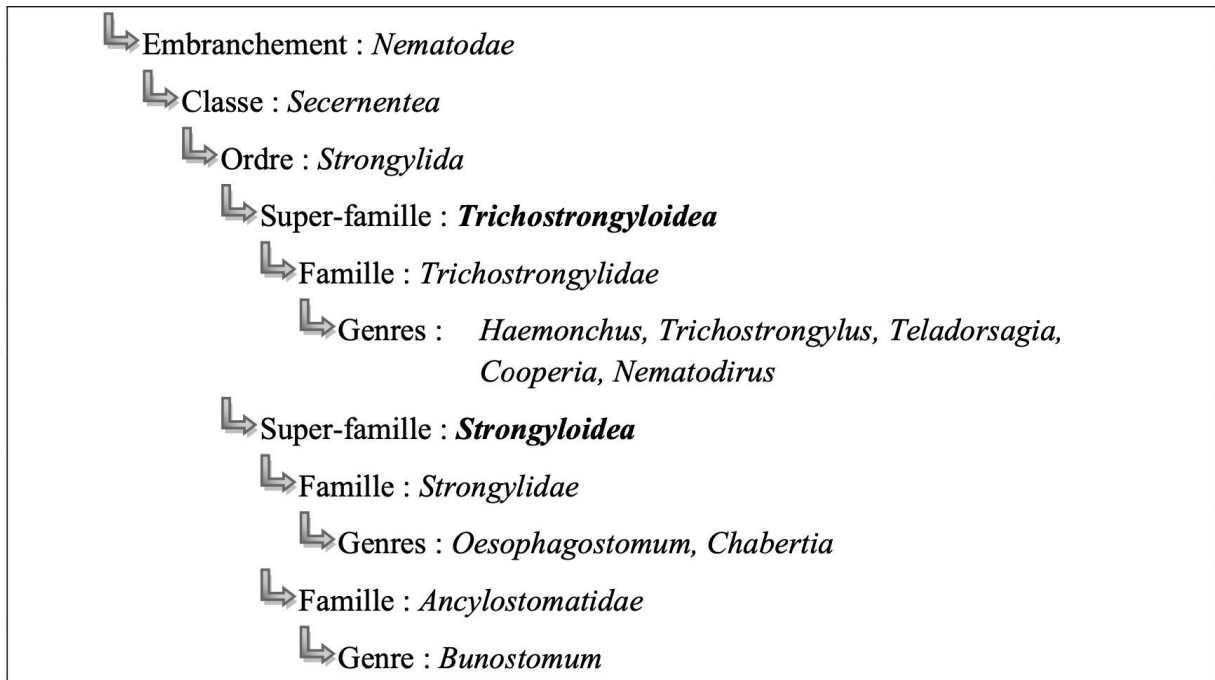 Embranchement : Nematodae
Classe : Secernentea
Ordre : Strongylida
Super-famille : Trichostrongyloidea
Famille : Trichostrongylidae
Genres : Haemonchus, Trichostrongylus, Teladorsagia,
Cooperia, Nematodirus
Super-famille : Strongyloidea
Famille : Strongylidae
Genres : Oesophagostomum, Chabertia
Famille : Ancylostomatidae
Genre : Bunostomum